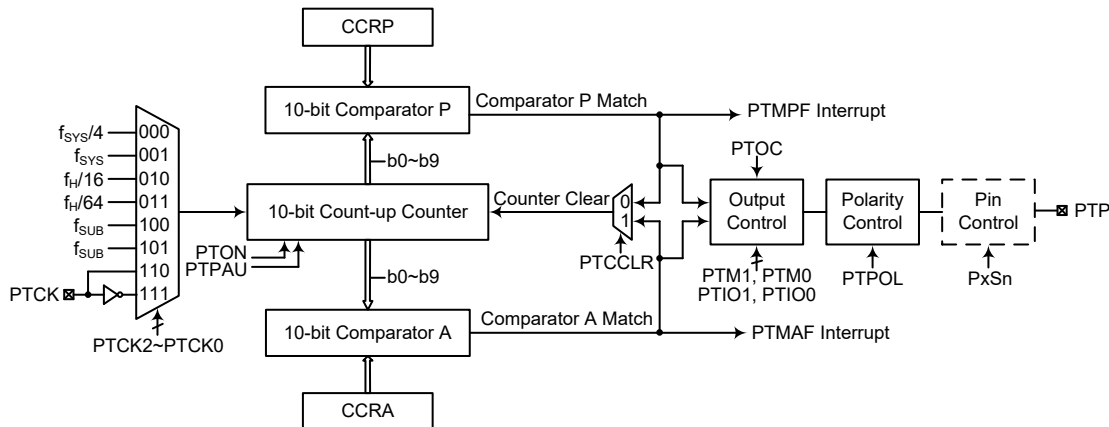 CCRP
10-bit Comparator P
Comparator P Match
PTMPF Interrupt
b0~b9
fSYS/4
fSYS
fH/16
fH/64
fSUB
fSUB
000
001
010
011
100
101
110
111
PTCK
PTCK2~PTCK0
10-bit Count-up Counter
PTON
PTPAU
Counter Clear
0
1
PTCCLR
PTOC
Output
Control
PTM1, PTM0
PTIO1, PTIO0
Polarity
Control
PTPOL
Pin
Control
PxSn
PTP
b0~b9
10-bit Comparator A
Comparator A Match
PTMAF Interrupt
CCRA